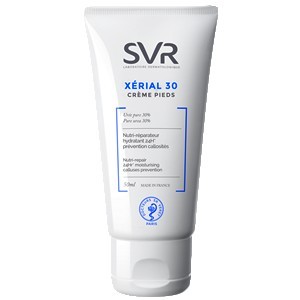 SVR
LABORATOIRE DERMATOLOGIQUE
XÉRIAL 30
CRÈME PIEDS
Urée pure 30%
Pure urea 30%
Nutri-réparateur
hydratant 24H*
prévention callosités
Nutri-repair
24H* moisturising
calluses prevention
50ml℮ MADE IN FRANCE
PARIS